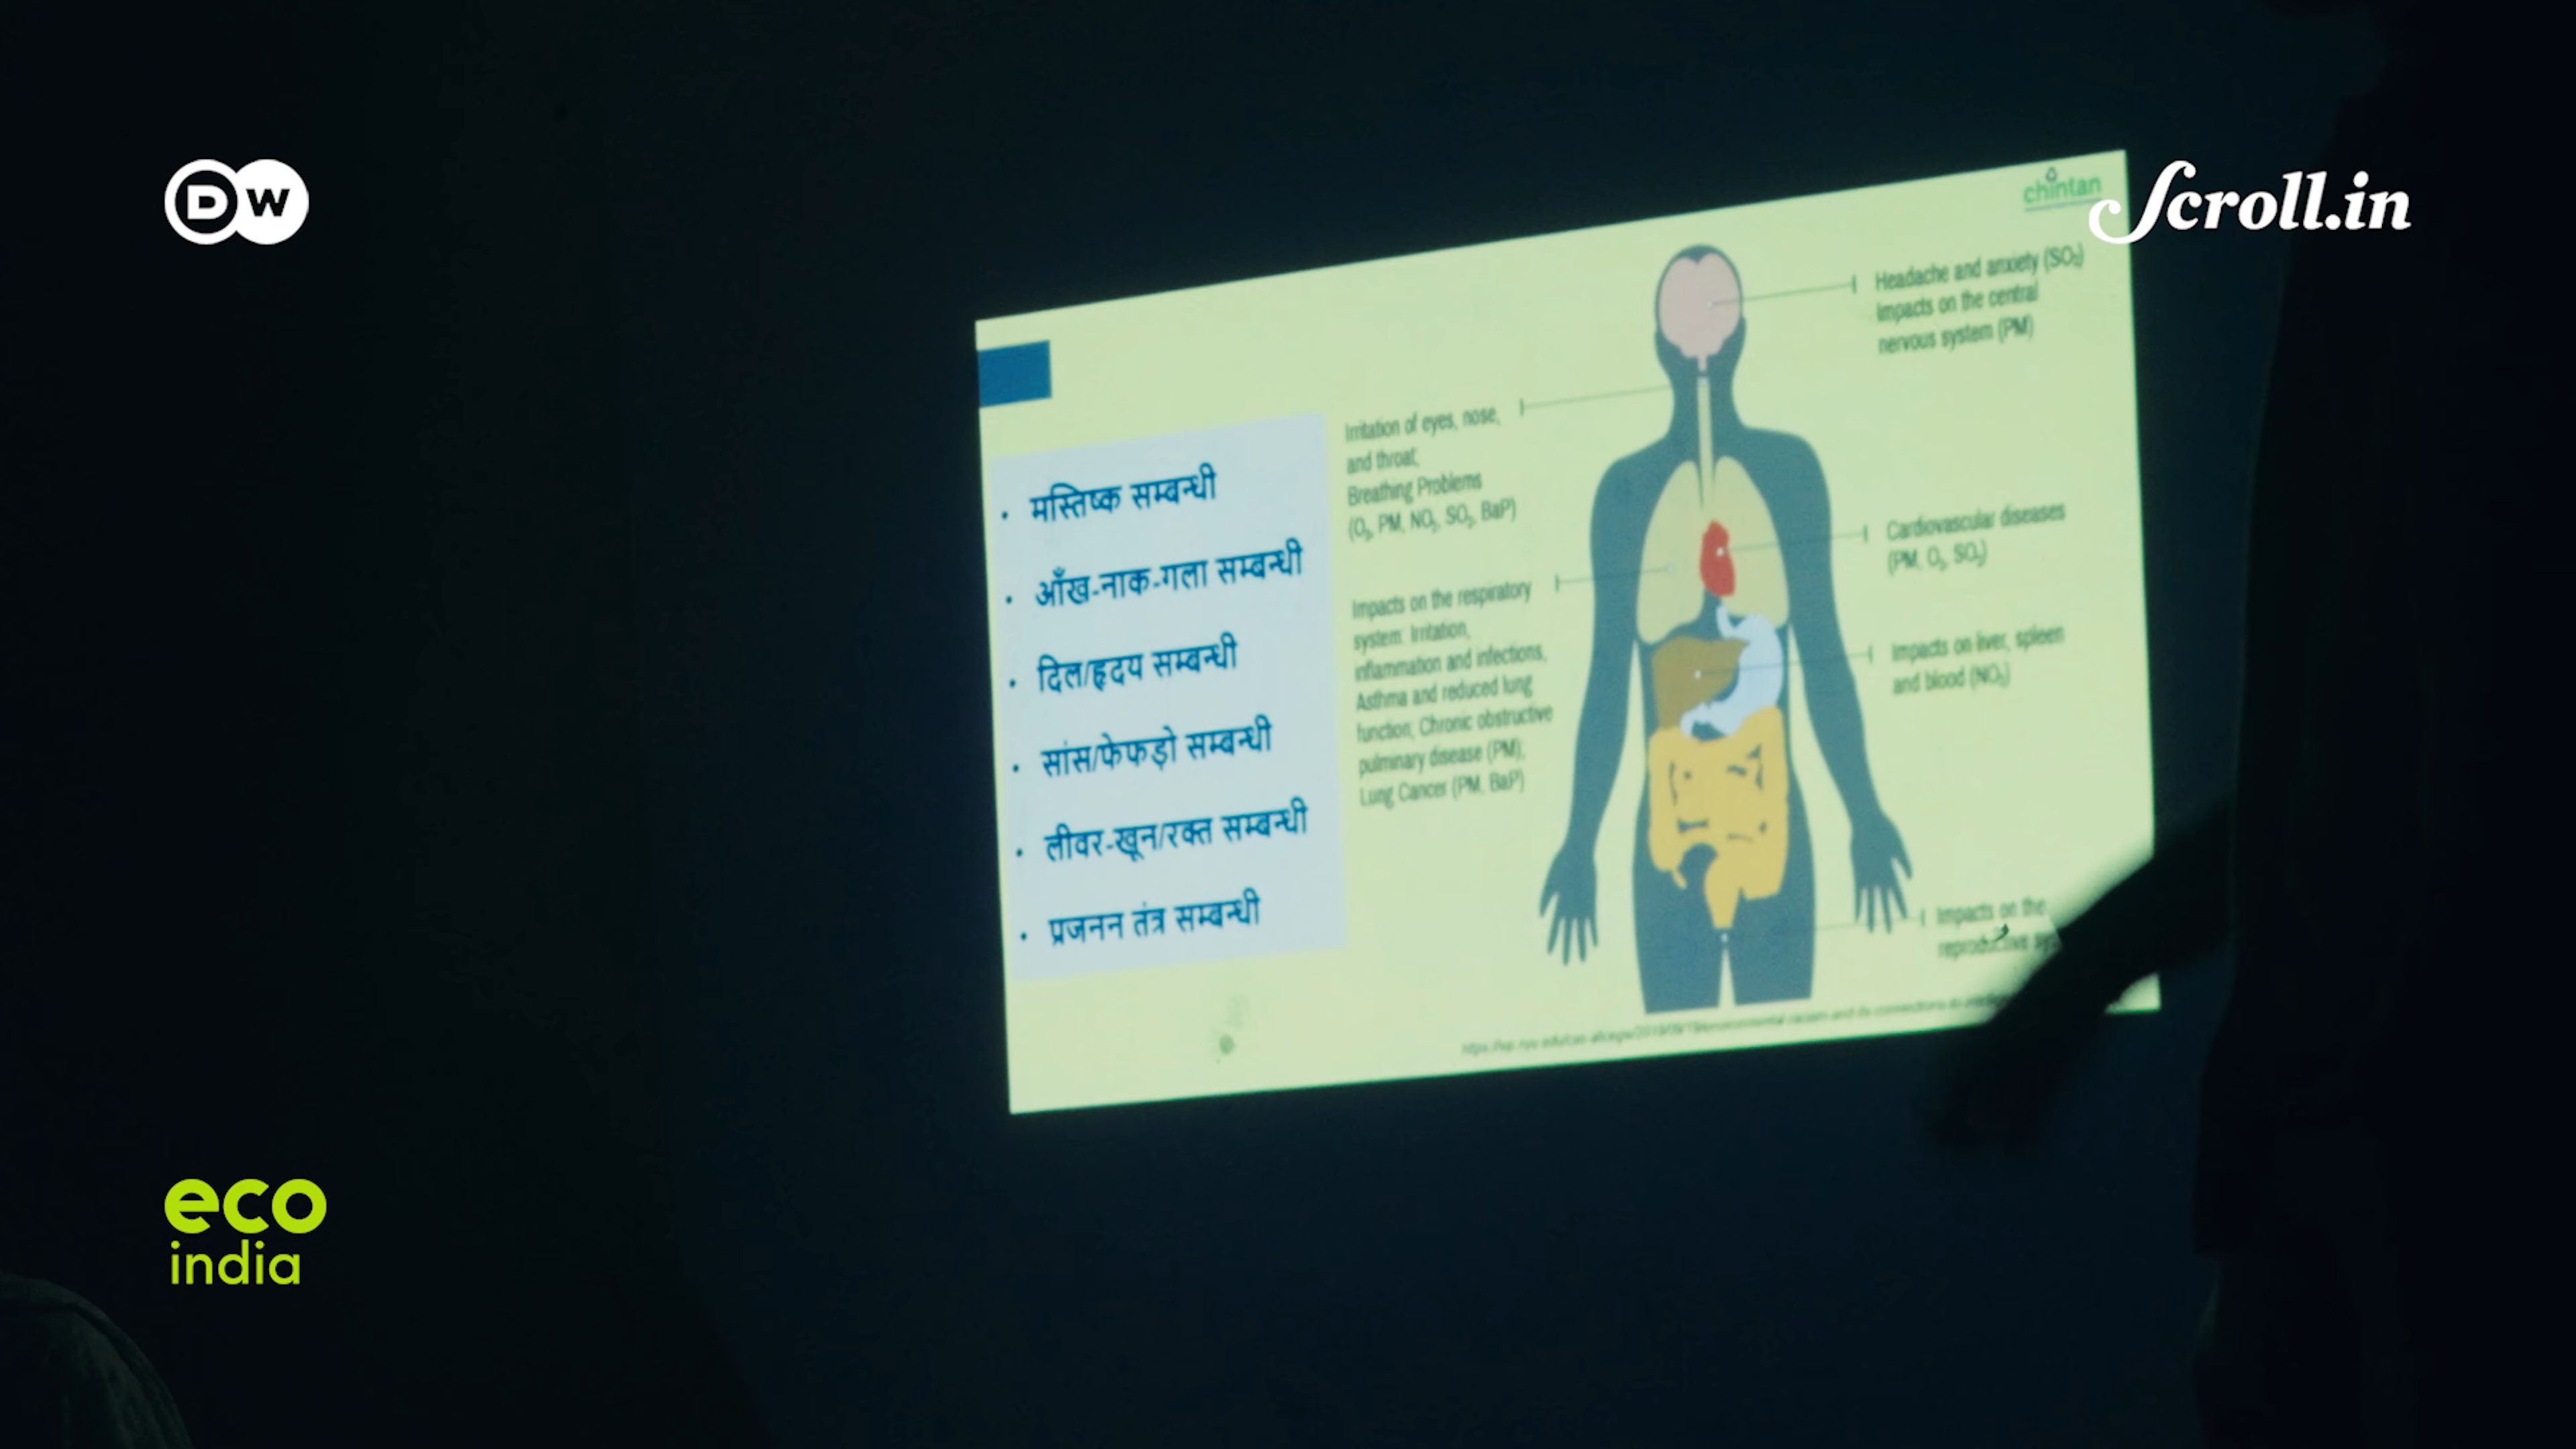 DW
Scroll.in
chintan
Headache and anxiety (SO₂)
Impacts on the central
nervous system (PM)
Irritation of eyes, nose,
and throat;
Breathing Problems
(O₃, PM, NO₂, SO₂, BaP)
Cardiovascular diseases
(PM, O₃, SO₂)
Impacts on the respiratory
system: Irritation,
inflammation and infections,
Asthma and reduced lung
function; Chronic obstructive
pulminary disease (PM);
Lung Cancer (PM, BaP)
Impacts on liver, spleen
and blood (NO₂)
Impacts on the
reproductive
• मस्तिष्क सम्बन्धी
• आँख-नाक-गला सम्बन्धी
• दिल/हृदय सम्बन्धी
• सांस/फेफड़ो सम्बन्धी
• लीवर-खून/रक्त सम्बन्धी
• प्रजनन तंत्र सम्बन्धी
eco
india